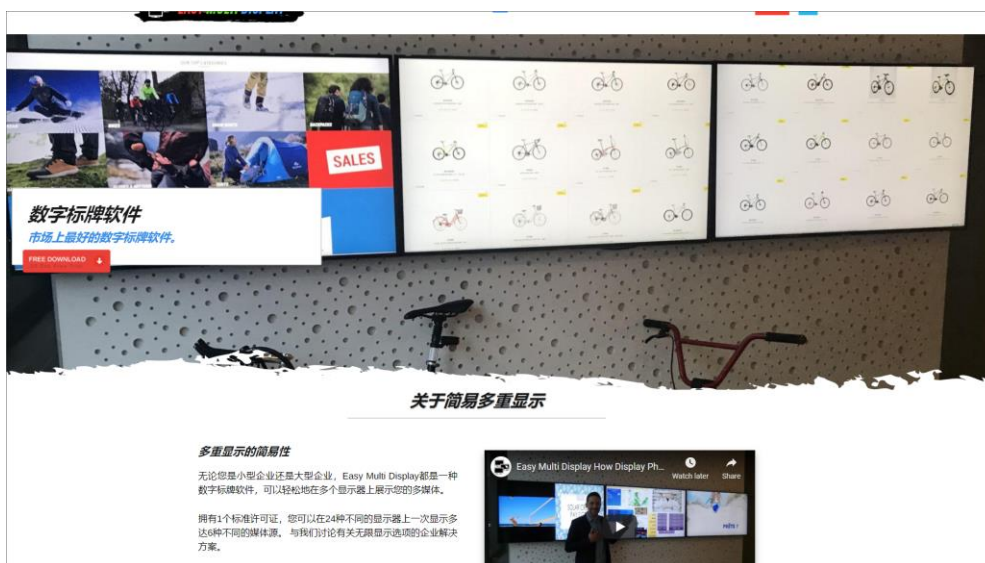 EASY MULTI DISPLAY
SALES
数字标牌软件
市场上最好的数字标牌软件。
FREE DOWNLOAD
关于简易多重显示
多重显示的简易性
无论您是小型企业还是大型企业，Easy Multi Display都是一种
数字标牌软件，可以轻松地在多个显示器上展示您的多媒体。
拥有1个标准许可证，您可以在24种不同的显示器上一次显示多
达6种不同的媒体源。 与我们讨论有关无限显示选项的企业解决
方案。
Easy Multi Display How Display Ph...
Watch later
Share